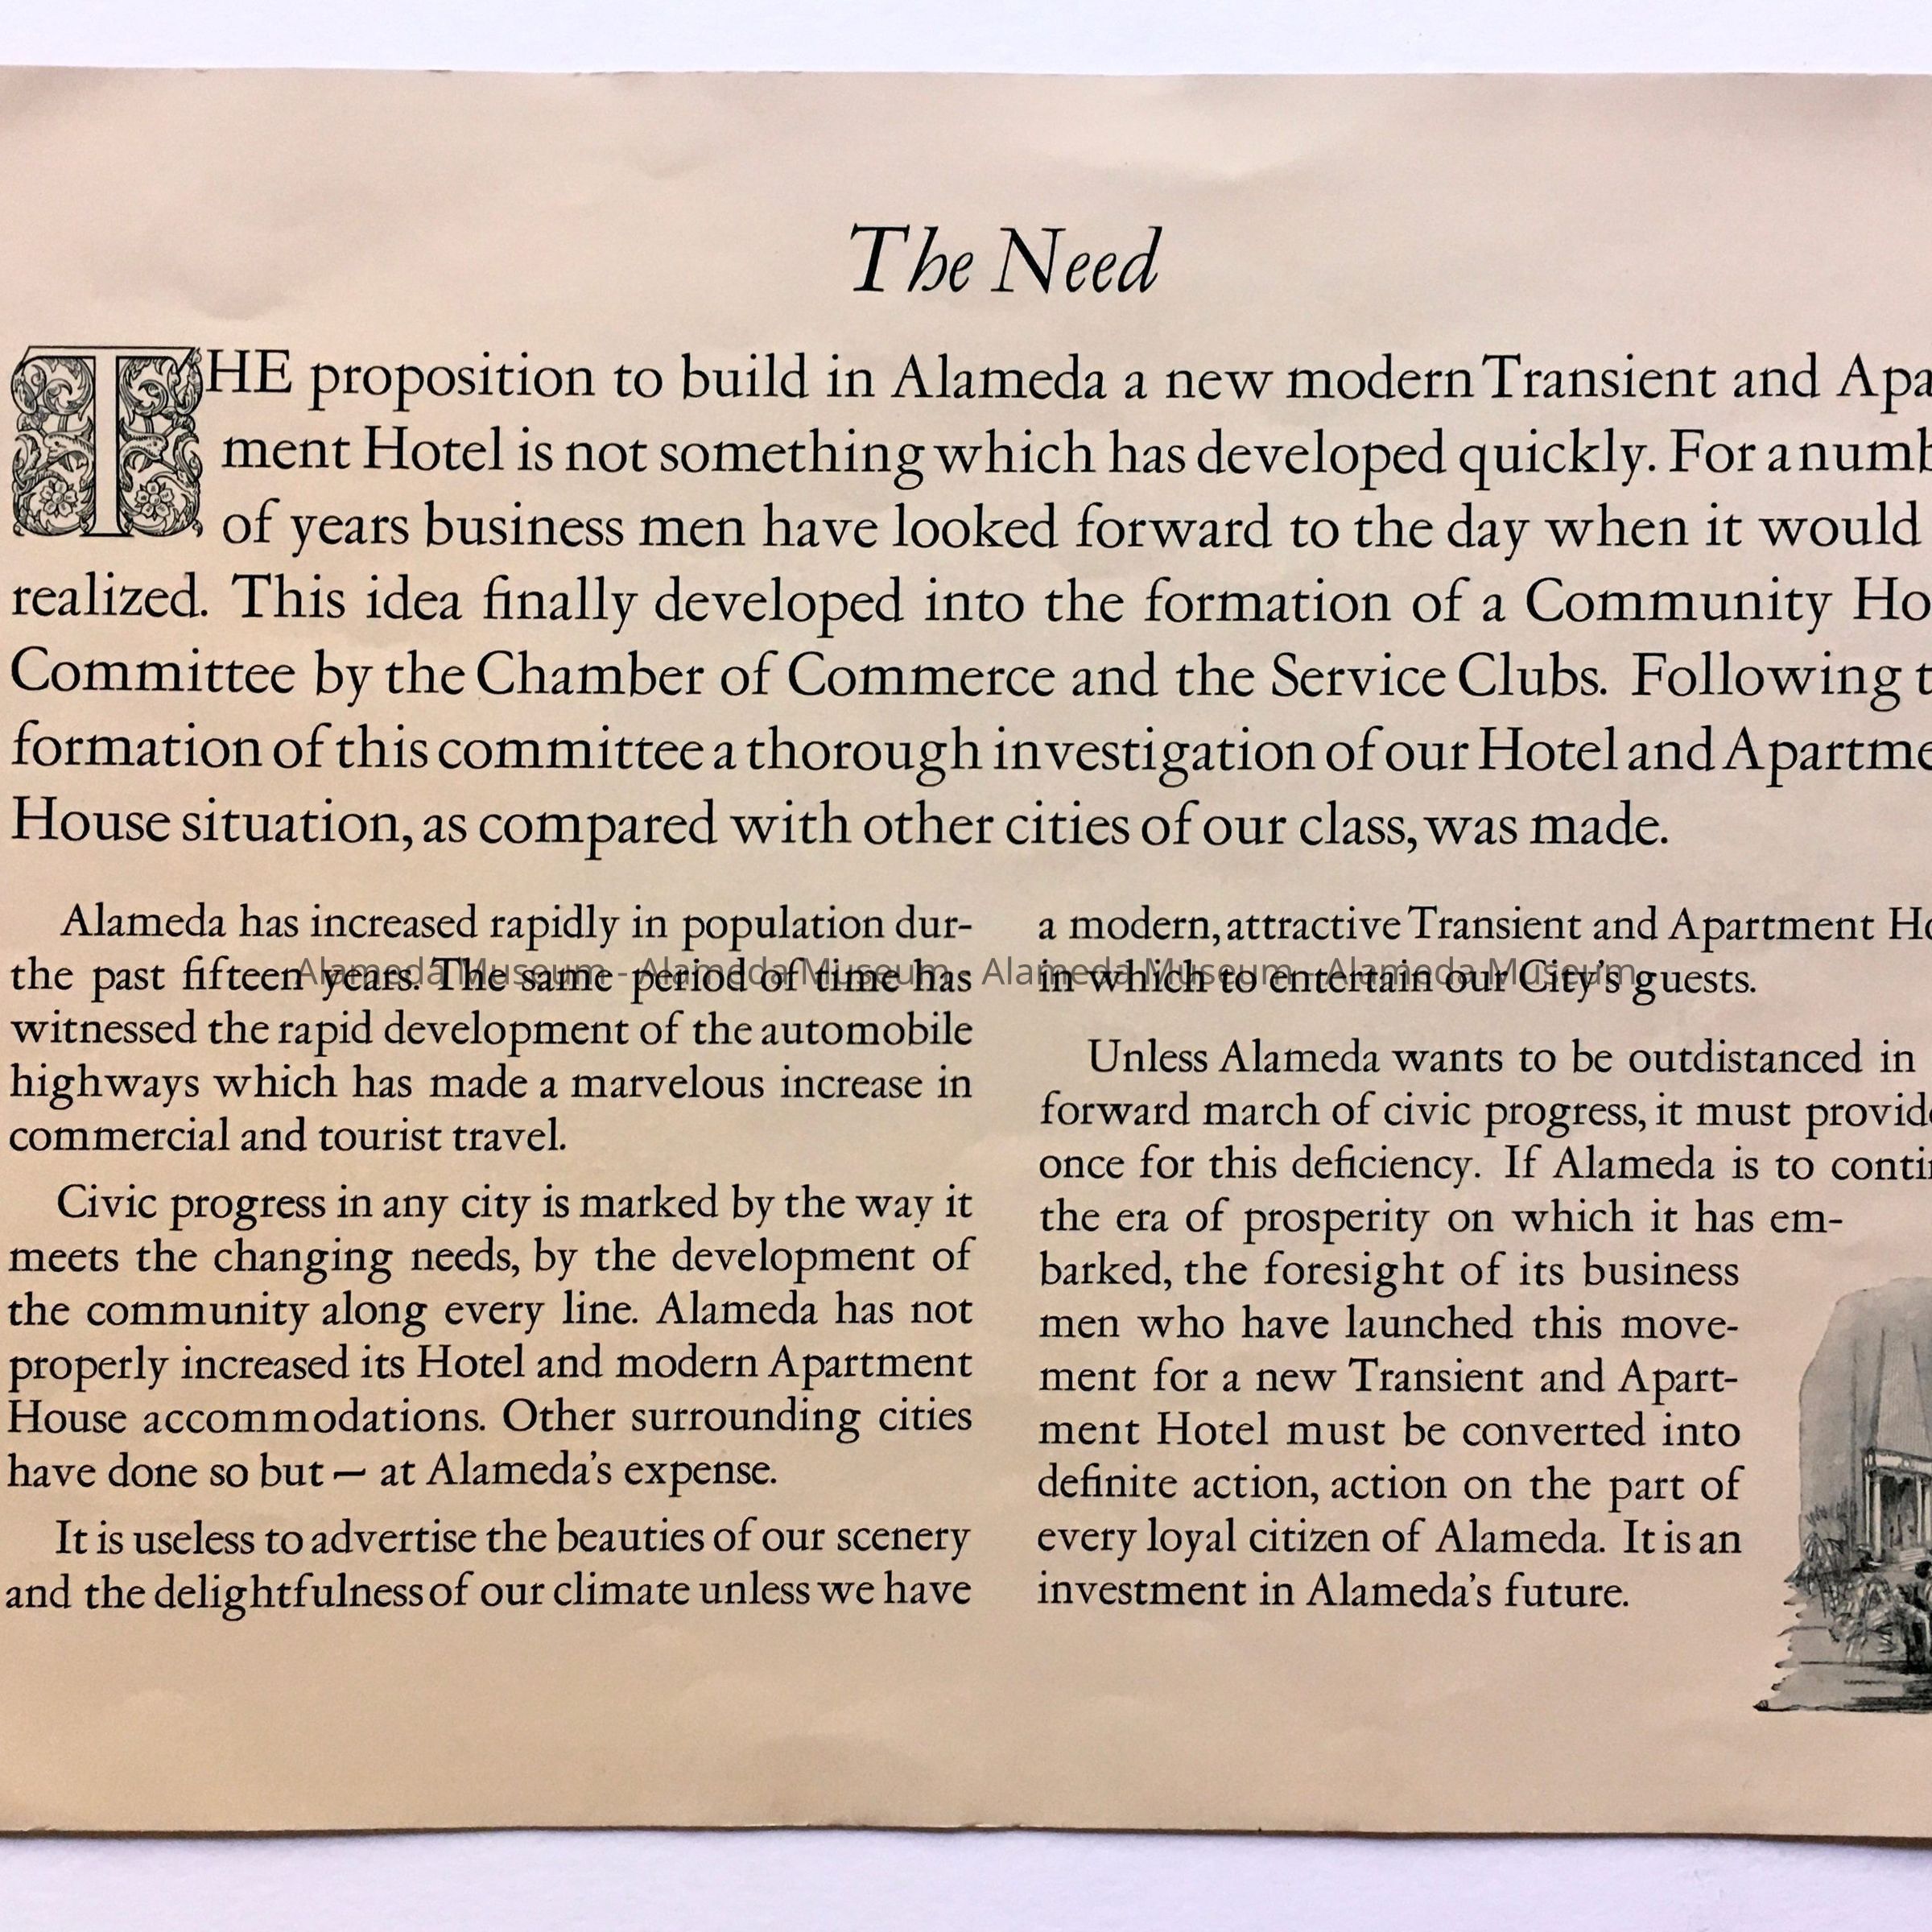 The Need
THE proposition to build in Alameda a new modern Transient and Apa
ment Hotel is not something which has developed quickly. For a numb
of years business men have looked forward to the day when it would
realized. This idea finally developed into the formation of a Community Ho
Committee by the Chamber of Commerce and the Service Clubs. Following t
formation of this committee a thorough investigation of our Hotel and Apartme
House situation, as compared with other cities of our class, was made.
Alameda has increased rapidly in population dur-
the past fifteen years. The same period of time has
witnessed the rapid development of the automobile
highways which has made a marvelous increase in
commercial and tourist travel.
Civic progress in any city is marked by the way it
meets the changing needs, by the development of
the community along every line. Alameda has not
properly increased its Hotel and modern Apartment
House accommodations. Other surrounding cities
have done so but — at Alameda's expense.
It is useless to advertise the beauties of our scenery
and the delightfulness of our climate unless we have
a modern, attractive Transient and Apartment Ho
in which to entertain our City's guests.
Unless Alameda wants to be outdistanced in
forward march of civic progress, it must provide
once for this deficiency. If Alameda is to contin
the era of prosperity on which it has em-
barked, the foresight of its business
men who have launched this move-
ment for a new Transient and Apart-
ment Hotel must be converted into
definite action, action on the part of
every loyal citizen of Alameda. It is an
investment in Alameda's future.
Alameda Museum - Alameda Museum - Alameda Museum - Alameda Museum